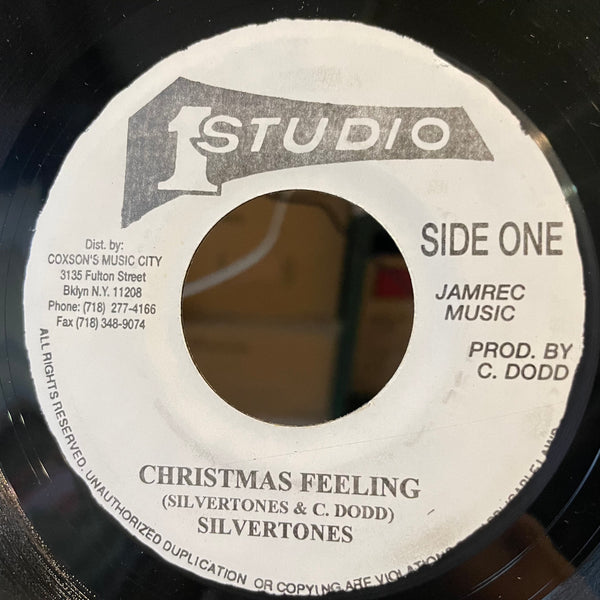 1 STUDIO
SIDE ONE
Dist. by:
COXSON'S MUSIC CITY
3135 Fulton Street
Bklyn N.Y. 11208
Phone: (718) 277-4166
Fax (718) 348-9074
JAMREC
MUSIC
PROD. BY
C. DODD
CHRISTMAS FEELING
(SILVERTONES & C. DODD)
SILVERTONES
ALL RIGHTS RESERVED. UNAUTHORIZED DUPLICATION OR COPYING ARE VIOLATION